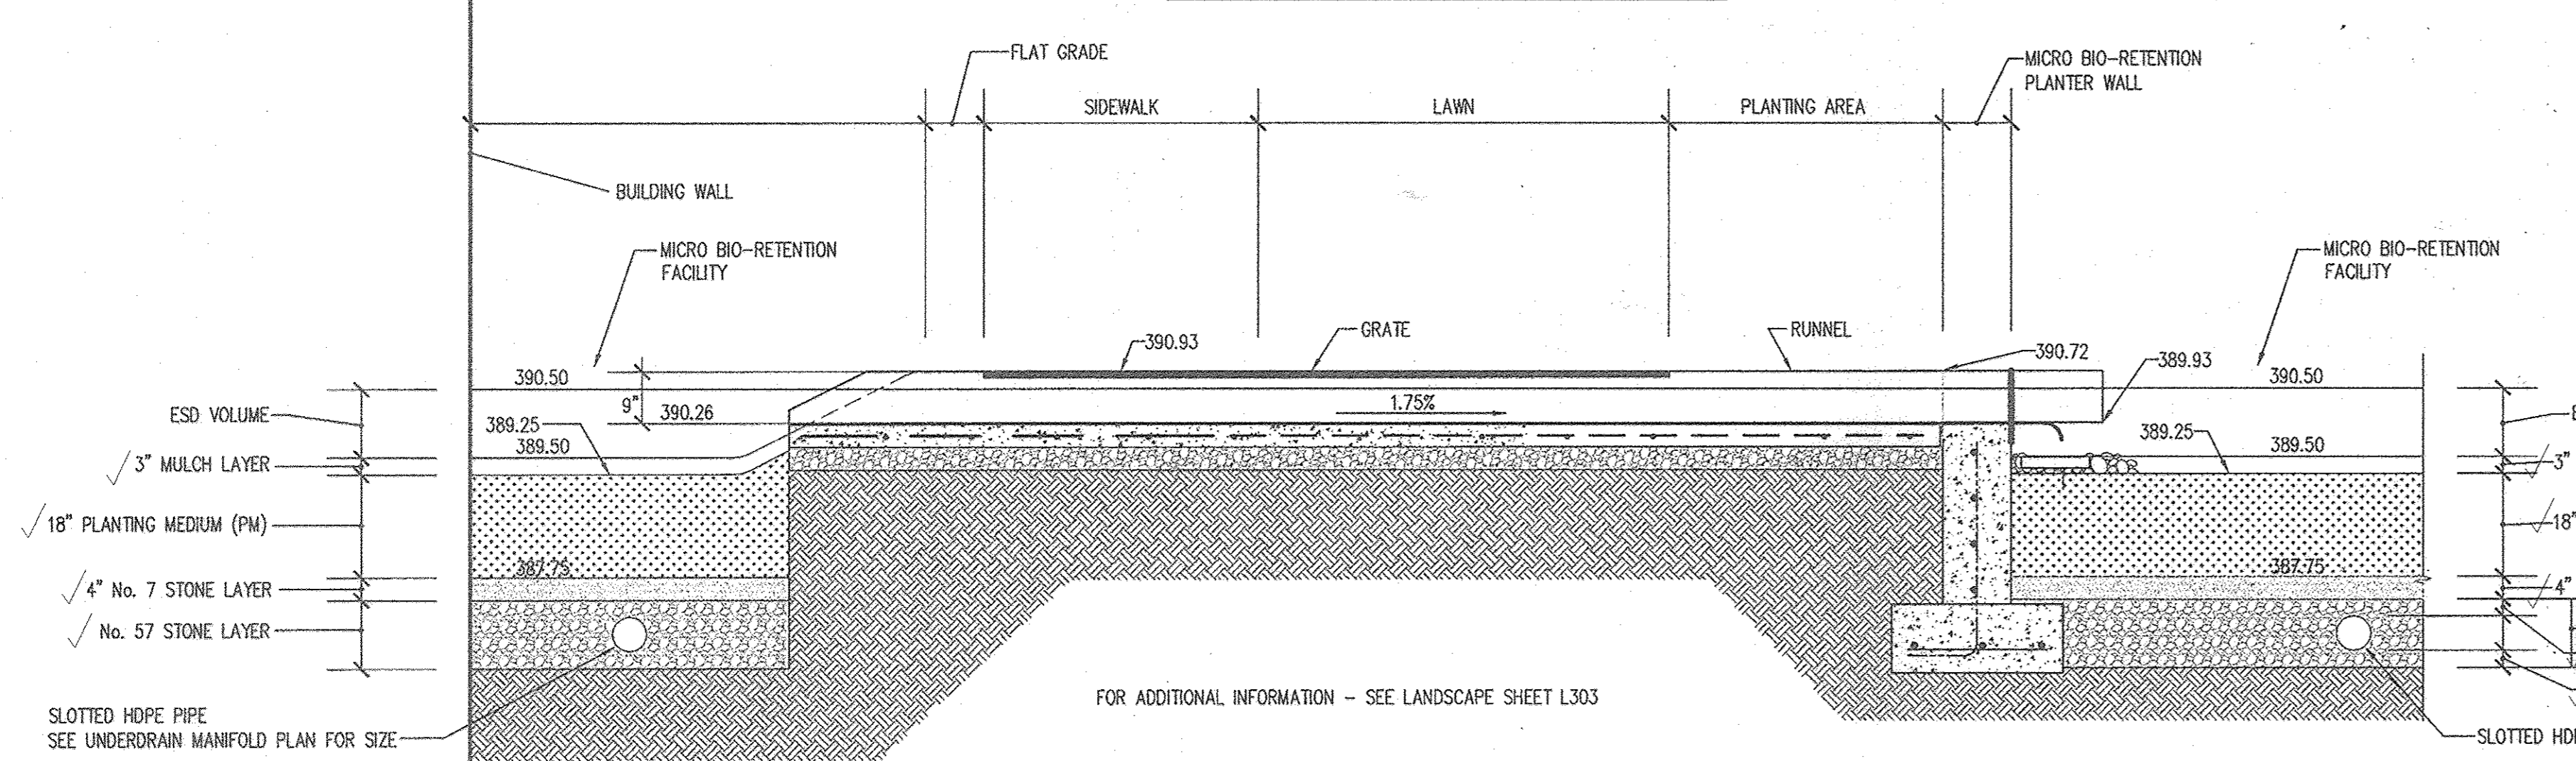 FLAT GRADE
MICRO BIO-RETENTION
PLANTER WALL
SIDEWALK
LAWN
PLANTING AREA
BUILDING WALL
MICRO BIO-RETENTION
FACILITY
MICRO BIO-RETENTION
FACILITY
390.93
GRATE
RUNNEL
390.72
389.93
390.50
390.50
9"
390.26
1.75%
ESD VOLUME
389.25
389.50
389.25
389.50
3" MULCH LAYER
3"
18" PLANTING MEDIUM (PM)
18"
387.75
387.75
4" No. 7 STONE LAYER
4"
No. 57 STONE LAYER
FOR ADDITIONAL INFORMATION - SEE LANDSCAPE SHEET L303
SLOTTED HDPE PIPE
SEE UNDERDRAIN MANIFOLD PLAN FOR SIZE
SLOTTED